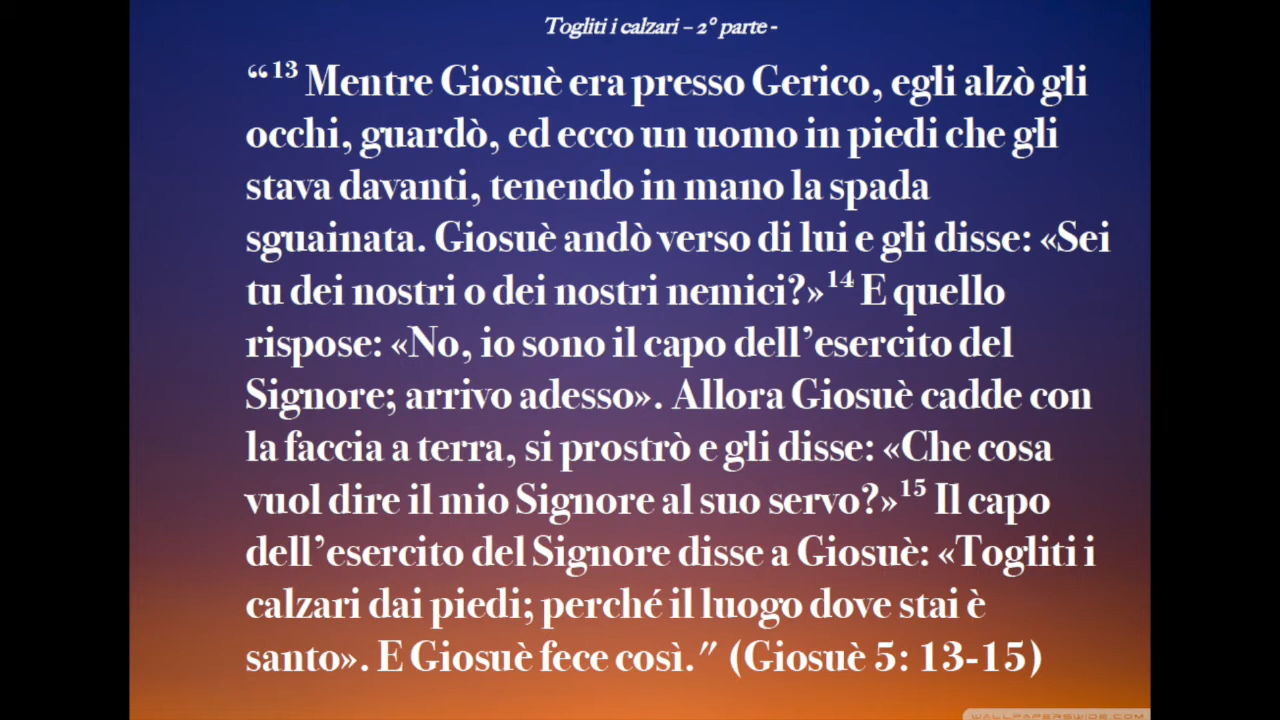 Togliti i calzari – 2° parte -
“¹³ Mentre Giosuè era presso Gerico, egli alzò gli
occhi, guardò, ed ecco un uomo in piedi che gli
stava davanti, tenendo in mano la spada
sguainata. Giosuè andò verso di lui e gli disse: «Sei
tu dei nostri o dei nostri nemici?»¹⁴ E quello
rispose: «No, io sono il capo dell’esercito del
Signore; arrivo adesso». Allora Giosuè cadde con
la faccia a terra, si prostrò e gli disse: «Che cosa
vuol dire il mio Signore al suo servo?»¹⁵ Il capo
dell’esercito del Signore disse a Giosuè: «Togliti i
calzari dai piedi; perché il luogo dove stai è
santo». E Giosuè fece così.” (Giosuè 5: 13-15)
WALLPAPERSWIDE.COM